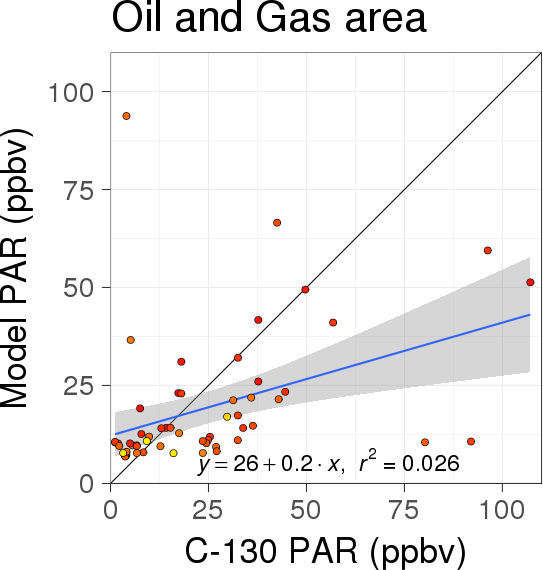 Oil and Gas area
Model PAR (ppbv)
100
75
50
25
0
y = 26 + 0.2 · x, r² = 0.026
0 25 50 75 100
C-130 PAR (ppbv)